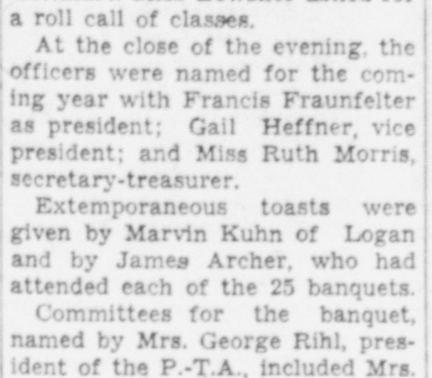 a roll call of classes.
At the close of the evening, the
officers were named for the com-
ing year with Francis Fraunfelter
as president; Gail Heffner, vice
president; and Miss Ruth Morris,
secretary-treasurer.
Extemporaneous toasts were
given by Marvin Kuhn of Logan
and by James Archer, who had
attended each of the 25 banquets.
Committees for the banquet,
named by Mrs. George Rihl, pres-
ident of the P.-T.A., included Mrs.